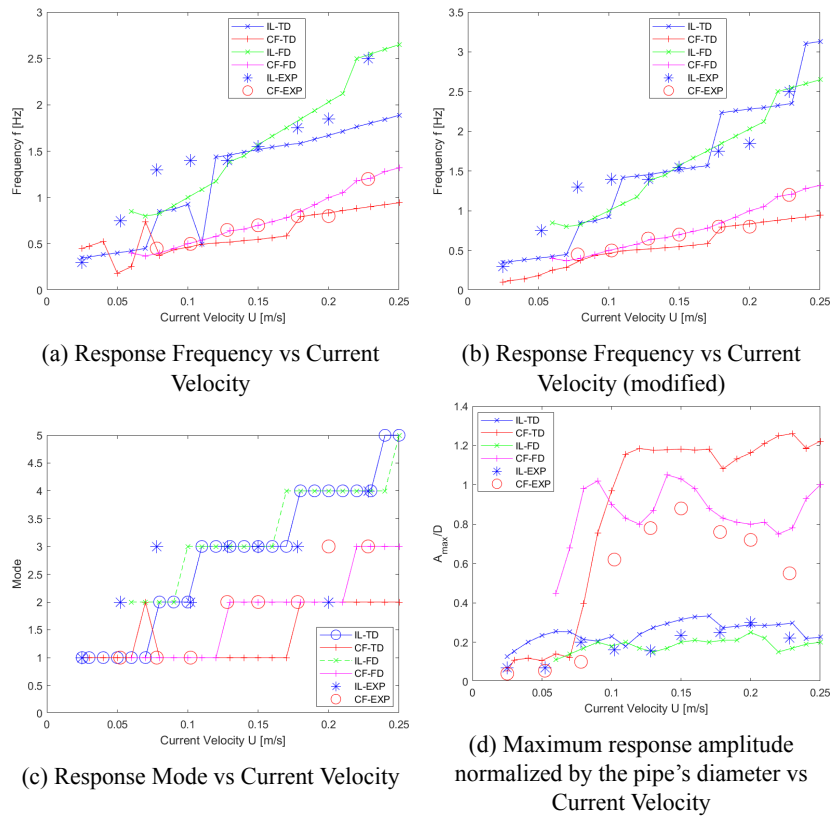 3
2.5
2
1.5
1
0.5
0
Frequency f [Hz]
IL-TD
CF-TD
IL-FD
CF-FD
IL-EXP
CF-EXP
0 0.05 0.1 0.15 0.2 0.25
Current Velocity U [m/s]
(a) Response Frequency vs Current
Velocity
3.5
3
2.5
2
1.5
1
0.5
0
Frequency f [Hz]
IL-TD
CF-TD
IL-FD
CF-FD
IL-EXP
CF-EXP
0 0.05 0.1 0.15 0.2 0.25
Current Velocity U [m/s]
(b) Response Frequency vs Current
Velocity (modified)
5
4.5
4
3.5
3
2.5
2
1.5
1
0.5
0
Mode
IL-TD
CF-TD
IL-FD
CF-FD
IL-EXP
CF-EXP
0 0.05 0.1 0.15 0.2 0.25
Current Velocity U [m/s]
(c) Response Mode vs Current Velocity
1.4
1.2
1
0.8
0.6
0.4
0.2
0
A_max/D
IL-TD
CF-TD
IL-FD
CF-FD
IL-EXP
CF-EXP
0 0.05 0.1 0.15 0.2 0.25
Current Velocity U [m/s]
(d) Maximum response amplitude
normalized by the pipe's diameter vs
Current Velocity